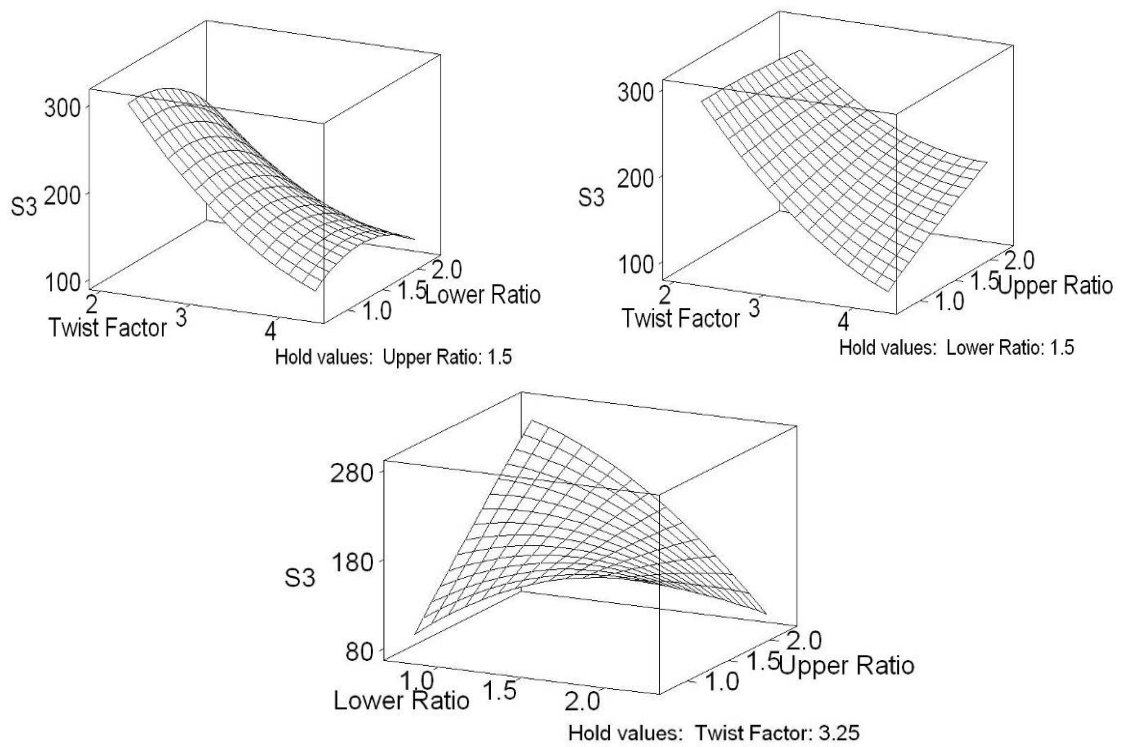 300
200
100
S3
2
3
4
Twist Factor
1.0
1.5
2.0
Lower Ratio
Hold values: Upper Ratio: 1.5
300
200
100
S3
2
3
4
Twist Factor
1.0
1.5
2.0
Upper Ratio
Hold values: Lower Ratio: 1.5
280
180
80
S3
1.0
1.5
2.0
Lower Ratio
1.0
1.5
2.0
Upper Ratio
Hold values: Twist Factor: 3.25